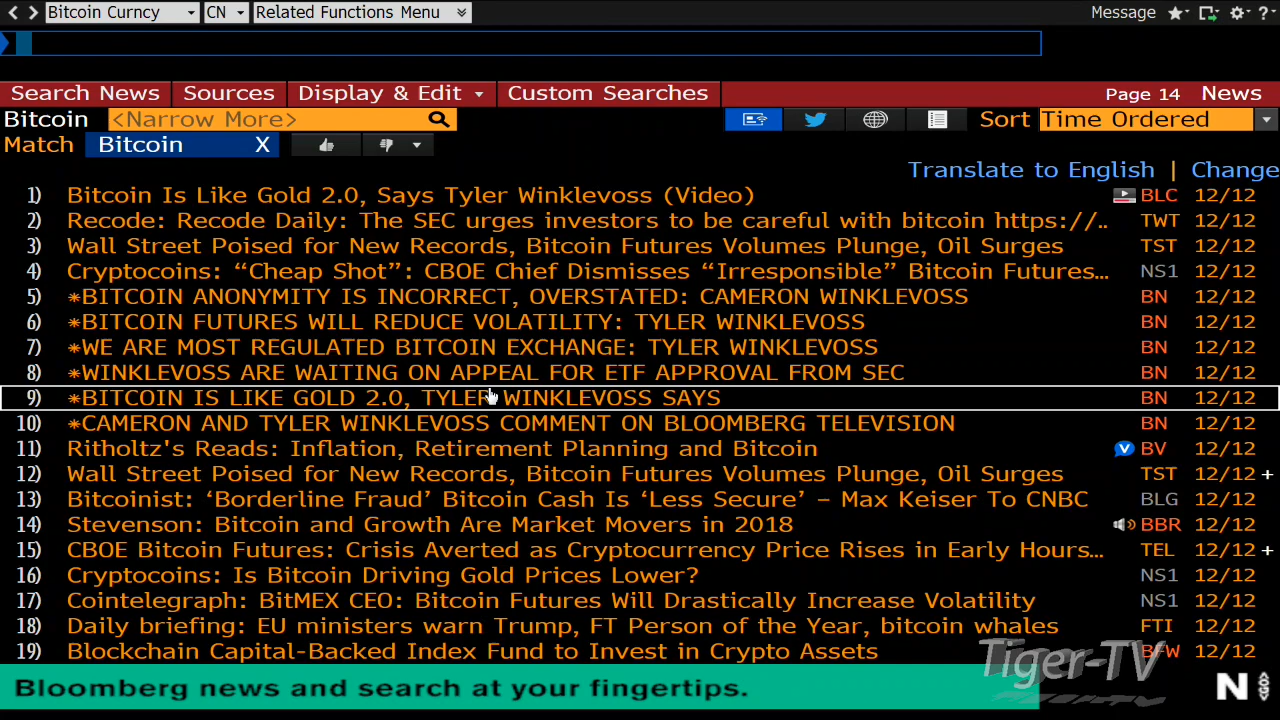 Bitcoin Curncy CN Related Functions Menu Message ?
Search News Sources Display & Edit Custom Searches Page 14 News
Bitcoin <Narrow More> Sort Time Ordered
Match Bitcoin X
Translate to English | Change
1) Bitcoin Is Like Gold 2.0, Says Tyler Winklevoss (Video) BLC 12/12
2) Recode: Recode Daily: The SEC urges investors to be careful with bitcoin https://.. TWT 12/12
3) Wall Street Poised for New Records, Bitcoin Futures Volumes Plunge, Oil Surges TST 12/12
4) Cryptocoins: “Cheap Shot”: CBOE Chief Dismisses “Irresponsible” Bitcoin Futures... NS1 12/12
5) *BITCOIN ANONYMITY IS INCORRECT, OVERSTATED: CAMERON WINKLEVOSS BN 12/12
6) *BITCOIN FUTURES WILL REDUCE VOLATILITY: TYLER WINKLEVOSS BN 12/12
7) *WE ARE MOST REGULATED BITCOIN EXCHANGE: TYLER WINKLEVOSS BN 12/12
8) *WINKLEVOSS ARE WAITING ON APPEAL FOR ETF APPROVAL FROM SEC BN 12/12
9) *BITCOIN IS LIKE GOLD 2.0, TYLER WINKLEVOSS SAYS BN 12/12
10) *CAMERON AND TYLER WINKLEVOSS COMMENT ON BLOOMBERG TELEVISION BN 12/12
11) Ritholtz's Reads: Inflation, Retirement Planning and Bitcoin V BV 12/12
12) Wall Street Poised for New Records, Bitcoin Futures Volumes Plunge, Oil Surges TST 12/12 +
13) Bitcoinist: ‘Borderline Fraud’ Bitcoin Cash Is ‘Less Secure’ – Max Keiser To CNBC BLG 12/12
14) Stevenson: Bitcoin and Growth Are Market Movers in 2018 BBR 12/12
15) CBOE Bitcoin Futures: Crisis Averted as Cryptocurrency Price Rises in Early Hours... TEL 12/12 +
16) Cryptocoins: Is Bitcoin Driving Gold Prices Lower? NS1 12/12
17) Cointelegraph: BitMEX CEO: Bitcoin Futures Will Drastically Increase Volatility NS1 12/12
18) Daily briefing: EU ministers warn Trump, FT Person of the Year, bitcoin whales FTI 12/12
19) Blockchain Capital-Backed Index Fund to Invest in Crypto Assets BFW 12/12
Tiger-TV
Bloomberg news and search at your fingertips. N